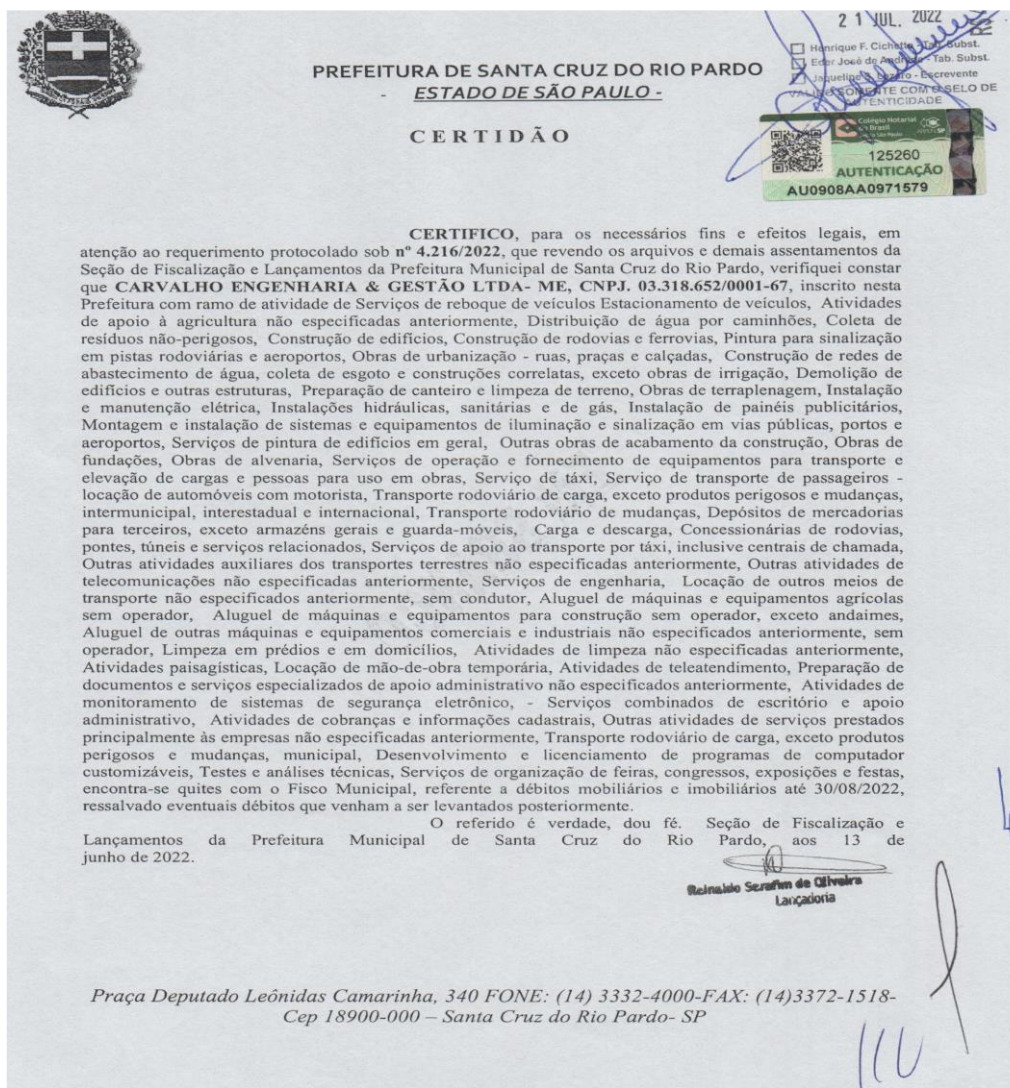 21 JUL. 2022
Henrique F. Cichetto - Tab. Subst.
Eder José de Andrade - Tab. Subst.
Jaqueline S. Lazaro - Escrevente
VALIDO SOMENTE COM O SELO DE
AUTENTICIDADE
PREFEITURA DE SANTA CRUZ DO RIO PARDO
- ESTADO DE SÃO PAULO -
CERTIDÃO
Colégio Notarial
do Brasil
125260
AUTENTICAÇÃO
AU0908AA0971579
CERTIFICO, para os necessários fins e efeitos legais, em
atenção ao requerimento protocolado sob nº 4.216/2022, que revendo os arquivos e demais assentamentos da
Seção de Fiscalização e Lançamentos da Prefeitura Municipal de Santa Cruz do Rio Pardo, verifiquei constar
que CARVALHO ENGENHARIA & GESTÃO LTDA- ME, CNPJ. 03.318.652/0001-67, inscrito nesta
Prefeitura com ramo de atividade de Serviços de reboque de veículos Estacionamento de veículos, Atividades
de apoio à agricultura não especificadas anteriormente, Distribuição de água por caminhões, Coleta de
resíduos não-perigosos, Construção de edifícios, Construção de rodovias e ferrovias, Pintura para sinalização
em pistas rodoviárias e aeroportos, Obras de urbanização - ruas, praças e calçadas, Construção de redes de
abastecimento de água, coleta de esgoto e construções correlatas, exceto obras de irrigação, Demolição de
edifícios e outras estruturas, Preparação de canteiro e limpeza de terreno, Obras de terraplenagem, Instalação
e manutenção elétrica, Instalações hidráulicas, sanitárias e de gás, Instalação de painéis publicitários,
Montagem e instalação de sistemas e equipamentos de iluminação e sinalização em vias públicas, portos e
aeroportos, Serviços de pintura de edifícios em geral, Outras obras de acabamento da construção, Obras de
fundações, Obras de alvenaria, Serviços de operação e fornecimento de equipamentos para transporte e
elevação de cargas e pessoas para uso em obras, Serviço de táxi, Serviço de transporte de passageiros -
locação de automóveis com motorista, Transporte rodoviário de carga, exceto produtos perigosos e mudanças,
intermunicipal, interestadual e internacional, Transporte rodoviário de mudanças, Depósitos de mercadorias
para terceiros, exceto armazéns gerais e guarda-móveis, Carga e descarga, Concessionárias de rodovias,
pontes, túneis e serviços relacionados, Serviços de apoio ao transporte por táxi, inclusive centrais de chamada,
Outras atividades auxiliares dos transportes terrestres não especificadas anteriormente, Outras atividades de
telecomunicações não especificadas anteriormente, Serviços de engenharia, Locação de outros meios de
transporte não especificados anteriormente, sem condutor, Aluguel de máquinas e equipamentos agrícolas
sem operador, Aluguel de máquinas e equipamentos para construção sem operador, exceto andaimes,
Aluguel de outras máquinas e equipamentos comerciais e industriais não especificados anteriormente, sem
operador, Limpeza em prédios e em domicílios, Atividades de limpeza não especificadas anteriormente,
Atividades paisagísticas, Locação de mão-de-obra temporária, Atividades de teleatendimento, Preparação de
documentos e serviços especializados de apoio administrativo não especificados anteriormente, Atividades de
monitoramento de sistemas de segurança eletrônico, - Serviços combinados de escritório e apoio
administrativo, Atividades de cobranças e informações cadastrais, Outras atividades de serviços prestados
principalmente às empresas não especificadas anteriormente, Transporte rodoviário de carga, exceto produtos
perigosos e mudanças, municipal, Desenvolvimento e licenciamento de programas de computador
customizáveis, Testes e análises técnicas, Serviços de organização de feiras, congressos, exposições e festas,
encontra-se quites com o Fisco Municipal, referente a débitos mobiliários e imobiliários até 30/08/2022,
ressalvado eventuais débitos que venham a ser levantados posteriormente.
O referido é verdade, dou fé. Seção de Fiscalização e
Lançamentos da Prefeitura Municipal de Santa Cruz do Rio Pardo, aos 13 de
junho de 2022.
Reinaldo Serafim de Oliveira
Lançadoria
Praça Deputado Leônidas Camarinha, 340 FONE: (14) 3332-4000-FAX: (14)3372-1518-
Cep 18900-000 – Santa Cruz do Rio Pardo- SP